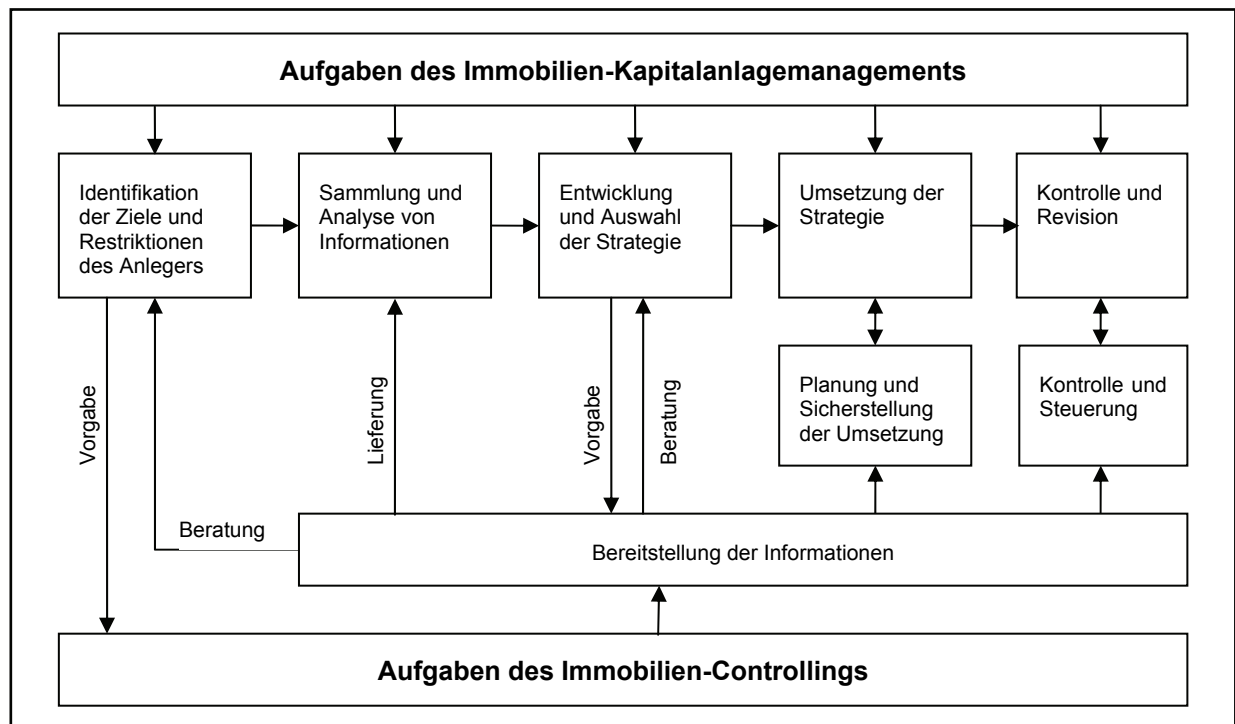 Aufgaben des Immobilien-Kapitalanlagemanagements
Identifikation
der Ziele und
Restriktionen
des Anlegers
Sammlung und
Analyse von
Informationen
Entwicklung
und Auswahl
der Strategie
Umsetzung der
Strategie
Kontrolle und
Revision
Vorgabe
Lieferung
Vorgabe
Beratung
Planung und
Sicherstellung
der Umsetzung
Kontrolle und
Steuerung
Beratung
Bereitstellung der Informationen
Aufgaben des Immobilien-Controllings